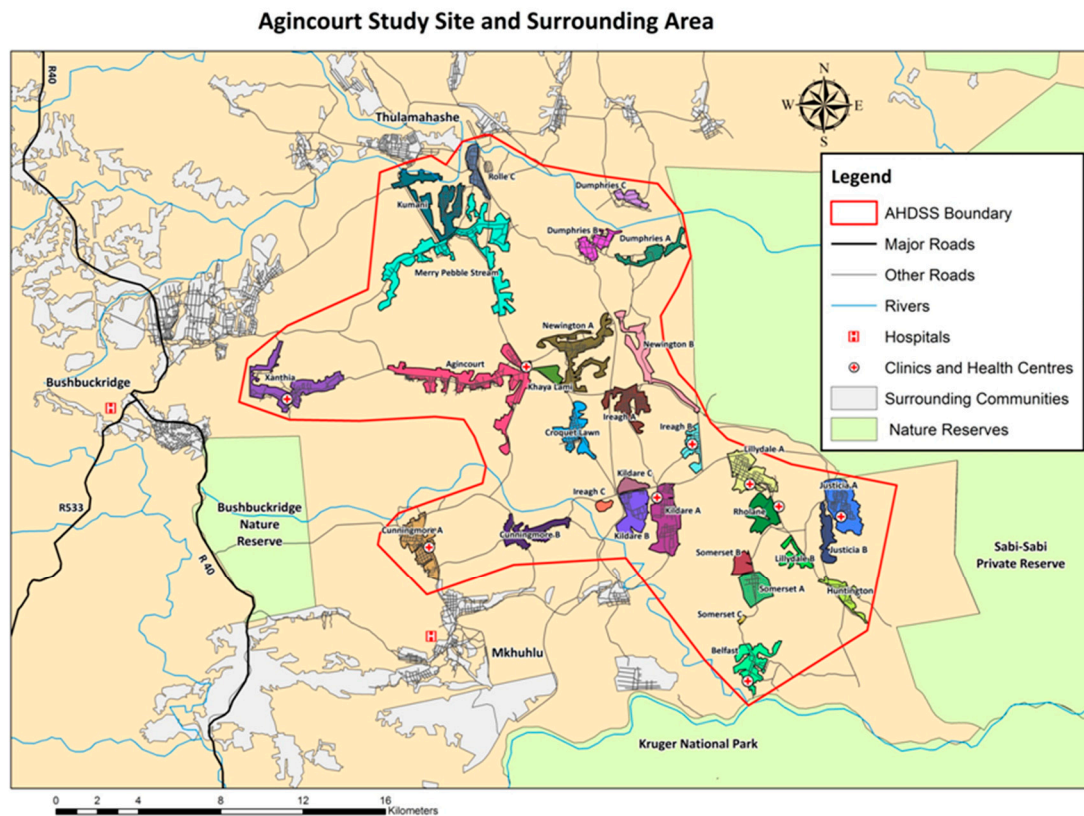 Agincourt Study Site and Surrounding Area
R40
Thulamahashe
N
W E
S
Rolle C
Kumani
Dumphries C
Dumphries B
Dumphries A
Merry Pebble Stream
Legend
AHDSS Boundary
Major Roads
Other Roads
Rivers
H Hospitals
Clinics and Health Centres
Surrounding Communities
Nature Reserves
Newington A
Newington B
Agincourt
Xanthia
Khaya Lami
Bushbuckridge
H
Ireagh A
Croquet Lawn
Ireagh B
Lillydale A
Kildare C
Justicia A
Ireagh C
R533
Bushbuckridge
Nature
Reserve
Kildare A
Rholane
Cunningmore A
Cunningmore B
Kildare B
Justicia B
Somerset B
Lillydale B
Sabi-Sabi
Private Reserve
R 40
Somerset A
Huntington
Somerset C
H
Mkhuhlu
Belfast
Kruger National Park
0 2 4 8 12 16
Kilometers